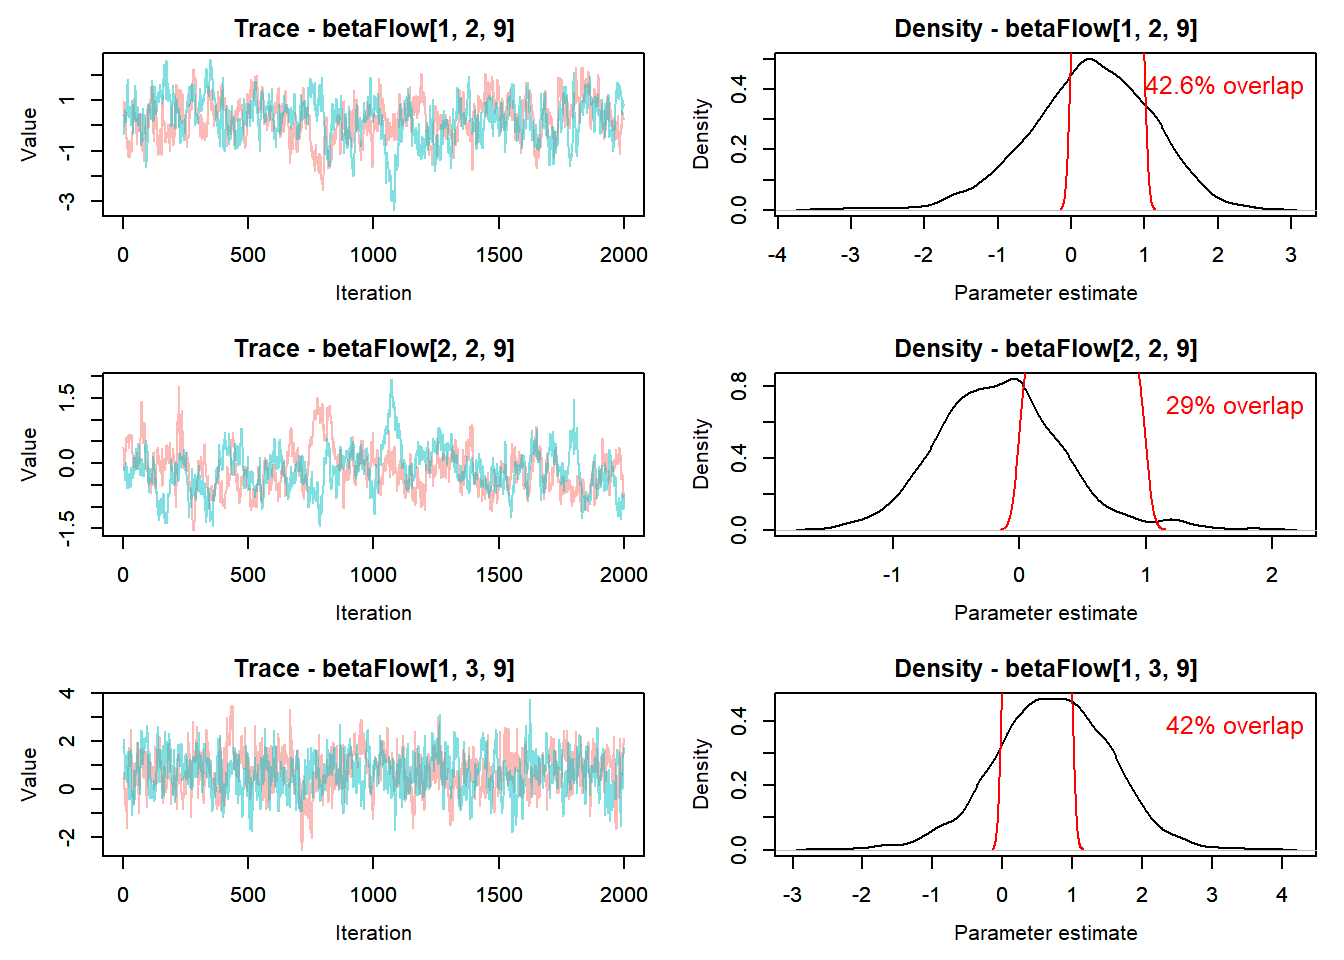 Trace - betaFlow[1, 2, 9]
Value
1
-1
-3
0 500 1000 1500 2000
Iteration
Density - betaFlow[1, 2, 9]
Density
0.4
0.2
0.0
42.6% overlap
-4 -3 -2 -1 0 1 2 3
Parameter estimate
Trace - betaFlow[2, 2, 9]
Value
1.5
0.0
-1.5
0 500 1000 1500 2000
Iteration
Density - betaFlow[2, 2, 9]
Density
0.8
0.4
0.0
29% overlap
-1 0 1 2
Parameter estimate
Trace - betaFlow[1, 3, 9]
Value
4
2
0
-2
0 500 1000 1500 2000
Iteration
Density - betaFlow[1, 3, 9]
Density
0.4
0.2
0.0
42% overlap
-3 -2 -1 0 1 2 3 4
Parameter estimate